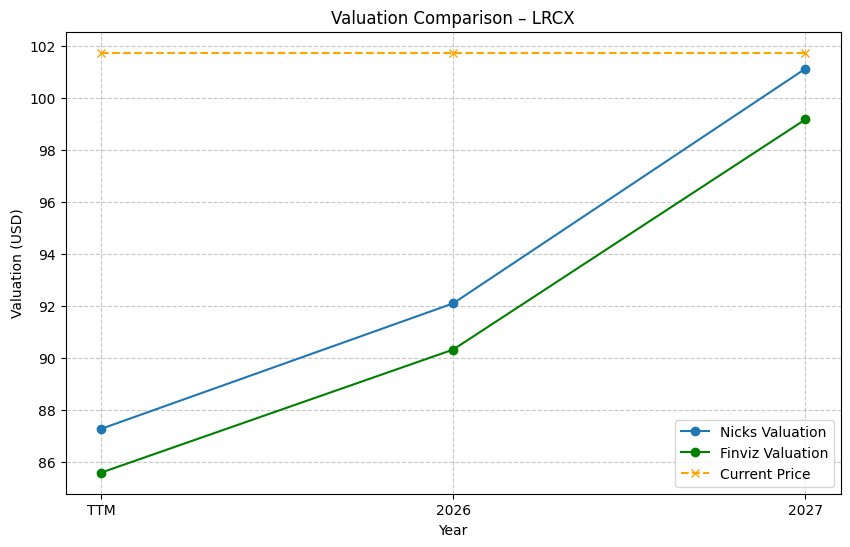 Valuation Comparison – LRCX
Valuation (USD)
102
100
98
96
94
92
90
88
86
TTM
2026
2027
Year
Nicks Valuation
Finviz Valuation
Current Price